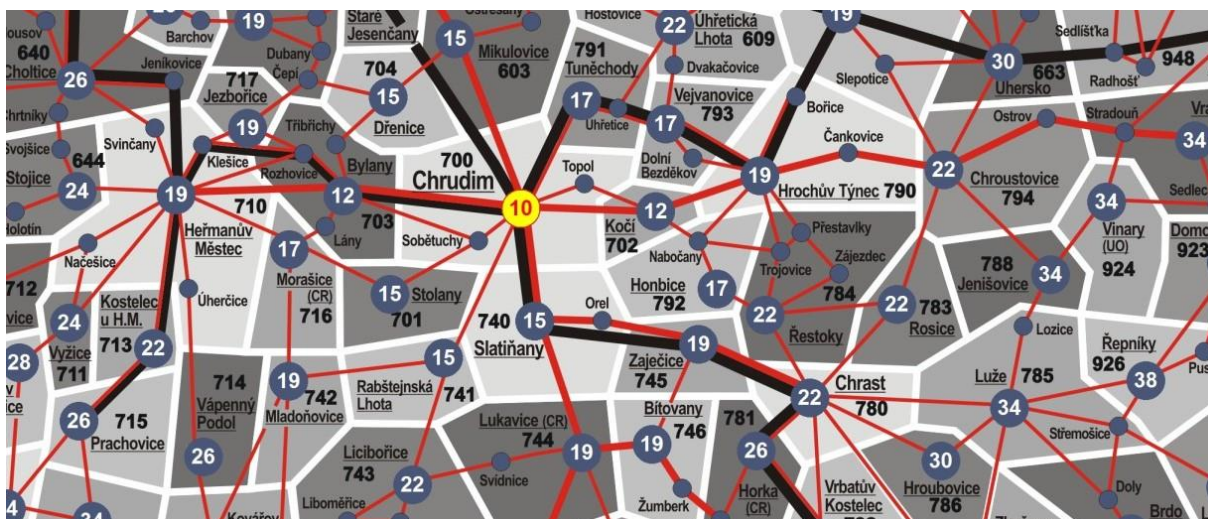 ousov
640
Choltice
26
Barchov
19
Jeníkovice
Dubany
Čepí
Staré
Jesenčany
15
Mikulovice
603
Hostovice
22
Úhřetická
Lhota 609
Dvakačovice
19
Slepotice
30
663
Uhersko
Sedlíšťka
948
Radhošť
717
Jezbořice
19
704
15
Dřenice
791
Tuněchody
17
Úhřetice
17
Vejvanovice
793
Bořice
Ostrov
Stradouň
34
Chrtníky
Svojšice
644
Stojice
24
Holotín
Svinčany
Klešice
Třibřichy
Rozhovice
Bylany
12
703
700
Chrudim
10
Topol
Dolní
Bezděkov
19
Čankovice
Hrochův Týnec 790
22
Chroustovice
794
34
Vinary
(UO)
924
Sedlec
19
710
Heřmanův
Městec
17
Lány
Morašice (CR)
716
Sobětuchy
15
Stolany
701
12
Kočí
702
Nabočany
Honbice
792
17
Přestavlky
Trojovice
Zájezdec
784
22
Řestoky
22
783
Rosice
788
Jenišovice
34
923
712
Načešice
24
Vyžice
711
Kostelec
u H.M.
713
22
Úherčice
740
15
Slatiňany
Orel
19
Zaječice
745
Lozice
Řepníky
926
38
28
26
715
Prachovice
714
Vápenný
Podol
26
19
742
Mladoňovice
15
Rabštejnská
Lhota
741
Bítovany
19
746
Chrast
22
780
Luže
785
34
Střemošice
Lukavice (CR)
744
19
Licibořice
743
22
Svídnice
Liboměřice
Žumberk
781
26
Horka
(CR)
Vrbatův
Kostelec
30
Hroubovice
786
Doly
Brdo